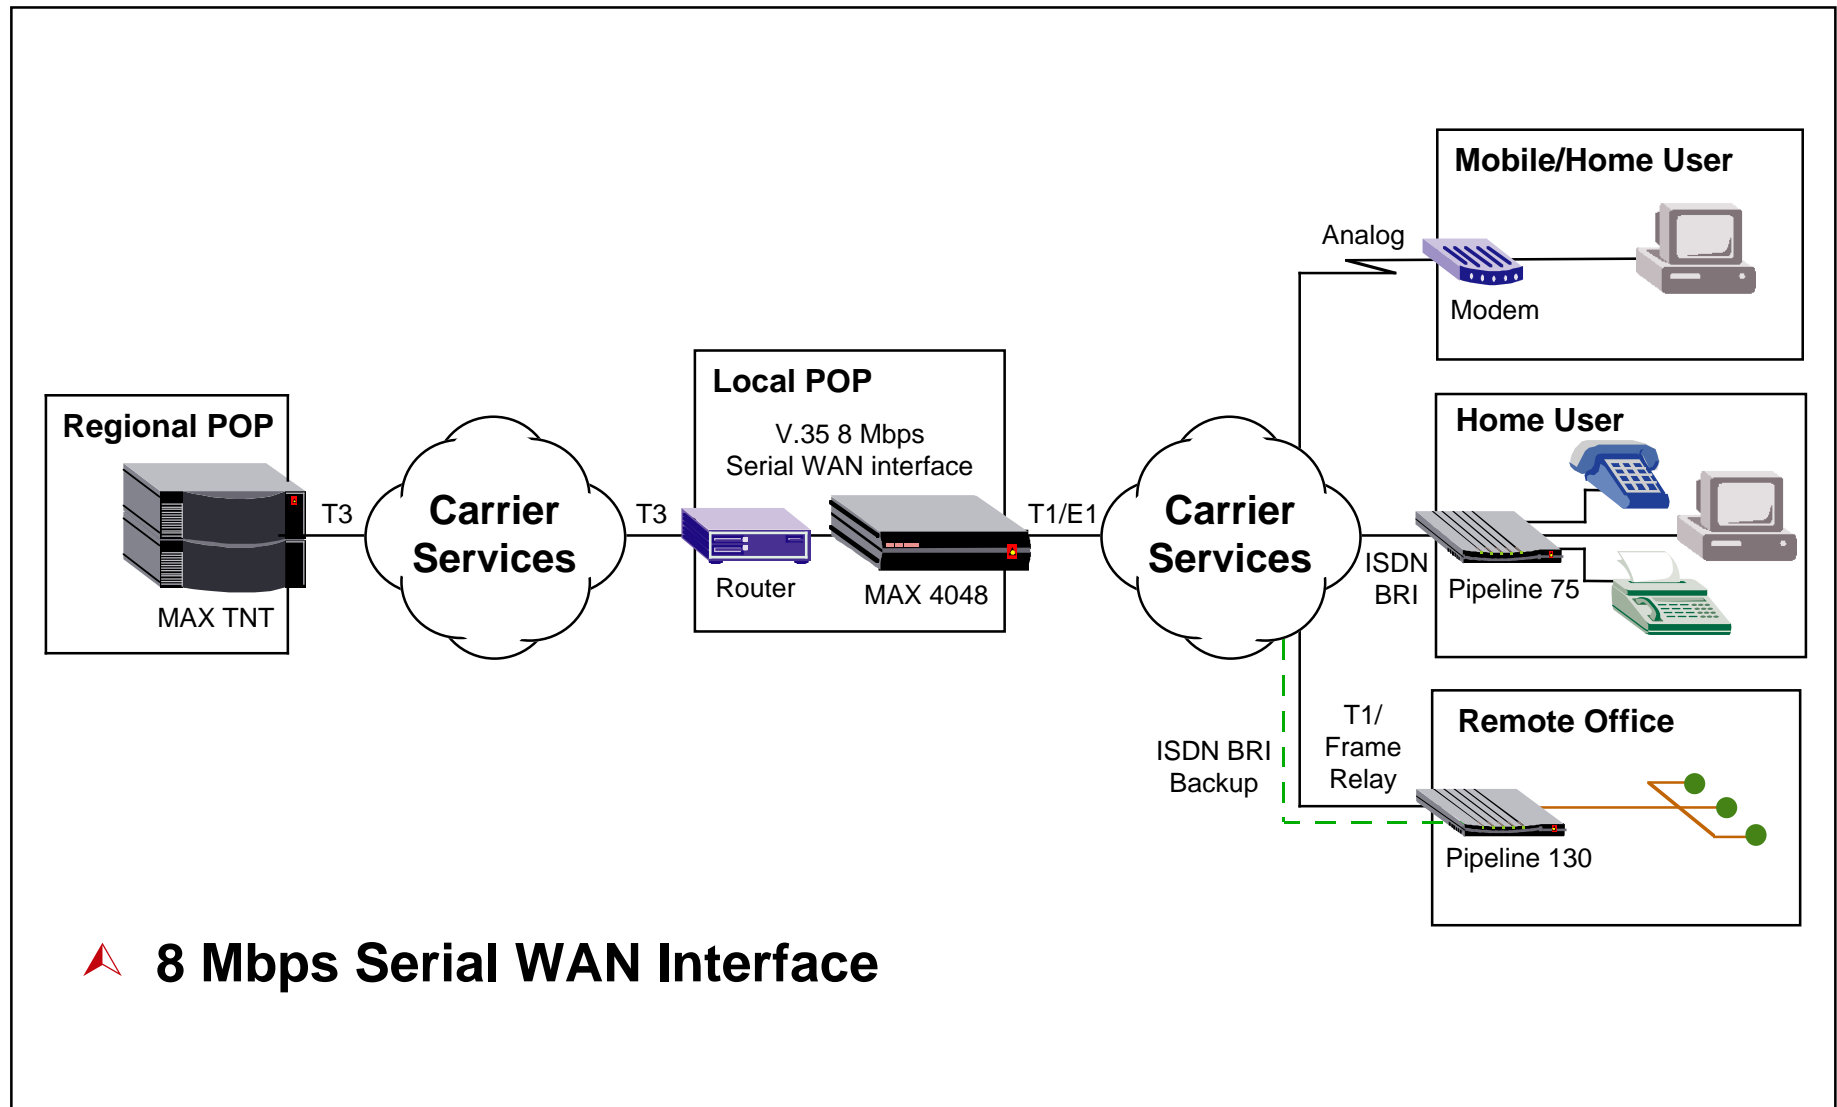 Regional POP
MAX TNT
T3
Carrier
Services
T3
Local POP
V.35 8 Mbps
Serial WAN interface
Router
MAX 4048
T1/E1
Carrier
Services
Analog
Mobile/Home User
Modem
ISDN
BRI
Home User
Pipeline 75
ISDN BRI
Backup
T1/
Frame
Relay
Remote Office
Pipeline 130
8 Mbps Serial WAN Interface